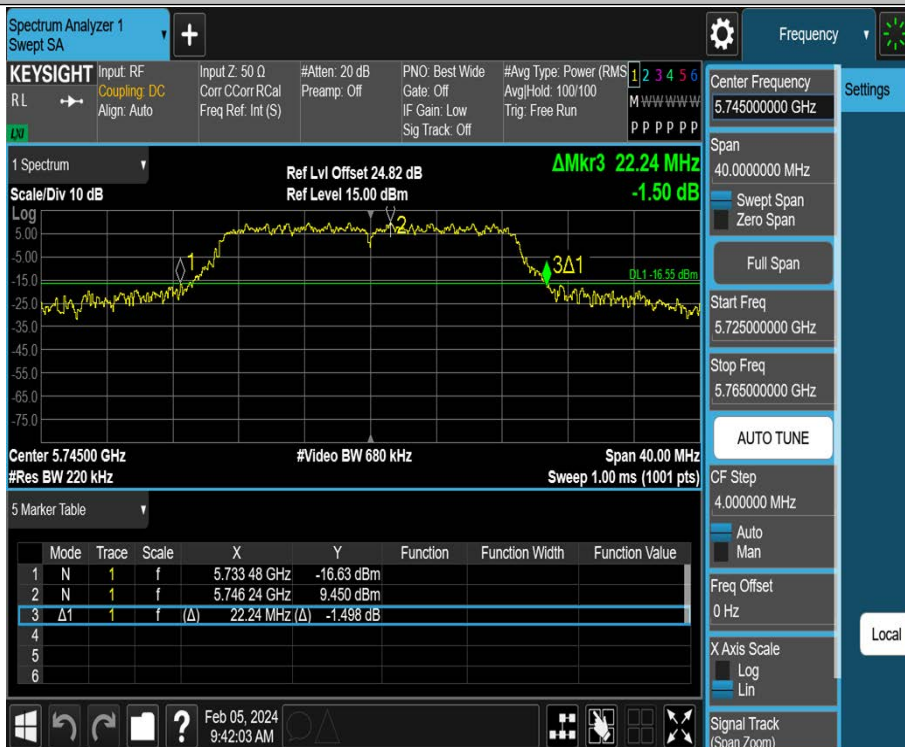 Spectrum Analyzer 1
Swept SA
+
Frequency
KEYSIGHT
RL
LXI
Input: RF
Coupling: DC
Align: Auto
Input Z: 50 Ω
Corr CCorr RCal
Freq Ref: Int (S)
#Atten: 20 dB
Preamp: Off
PNO: Best Wide
Gate: Off
IF Gain: Low
Sig Track: Off
#Avg Type: Power (RMS
Avg|Hold: 100/100
Trig: Free Run
1 2 3 4 5 6
M W W W W W
P P P P P P
1 Spectrum
Scale/Div 10 dB
Ref Lvl Offset 24.82 dB
Ref Level 15.00 dBm
ΔMkr3 22.24 MHz
-1.50 dB
Log
5.00
-5.00
-15.0
-25.0
-35.0
-45.0
-55.0
-65.0
-75.0
1
2
3Δ1
DL1 -16.55 dBm
Center 5.74500 GHz
#Video BW 680 kHz
Span 40.00 MHz
#Res BW 220 kHz
Sweep 1.00 ms (1001 pts)
5 Marker Table
Mode Trace Scale X Y Function Function Width Function Value
1 N 1 f 5.733 48 GHz -16.63 dBm
2 N 1 f 5.746 24 GHz 9.450 dBm
3 Δ1 1 f (Δ) 22.24 MHz (Δ) -1.498 dB
4
5
6
?
Feb 05, 2024
9:42:03 AM
Center Frequency
5.745000000 GHz
Span
40.0000000 MHz
Swept Span
Zero Span
Full Span
Start Freq
5.725000000 GHz
Stop Freq
5.765000000 GHz
AUTO TUNE
CF Step
4.000000 MHz
Auto
Man
Freq Offset
0 Hz
X Axis Scale
Log
Lin
Signal Track
(Span Zoom)
Settings
Local